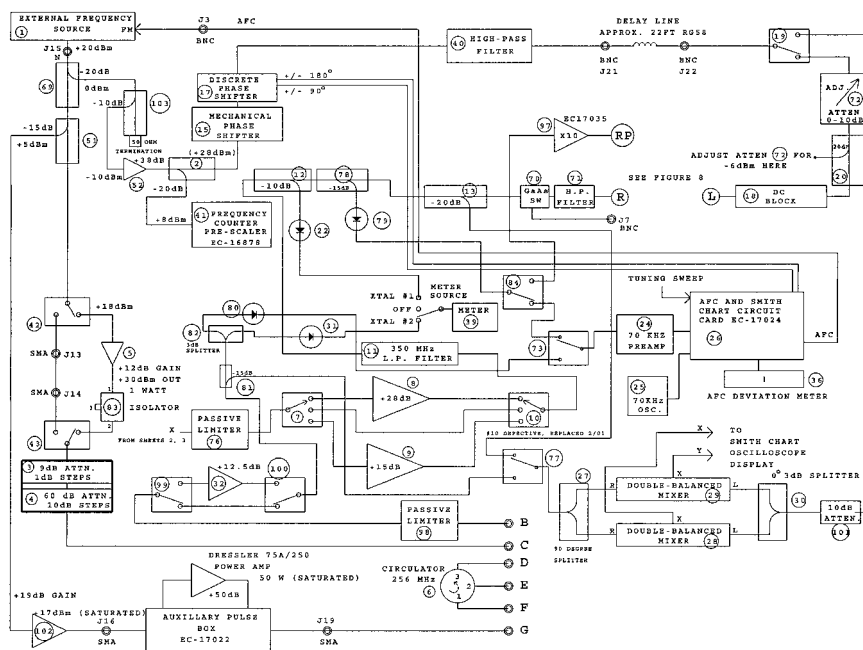 EXTERNAL FREQUENCY
SOURCE
1
FM
J3
BNC
AFC
J15
+20dBm
N
-20dB
0dBm
69
-10dB
103
50 OHM
TERMINATION
-15dB
+5dBm
51
+38dB
-10dBm
52
(+28dBm)
2
-20dB
DISCRETE
PHASE
SHIFTER
17
+/- 180°
+/- 90°
MECHANICAL
PHASE
SHIFTER
15
+8dBm
41
FREQUENCY
COUNTER
PRE-SCALER
EC-16878
40
HIGH-PASS
FILTER
DELAY LINE
APPROX. 22FT RG58
BNC
J21
BNC
J22
19
ADJ.
ATTEN
0-10dB
72
ADJUST ATTEN 72 FOR
-6dBm HERE
20dB
20
EC17035
97
X10
RP
12
-10dB
78
-15dB
22
79
13
-20dB
70
GaAs
SW
71
H.P.
FILTER
R
SEE FIGURE 8
L
18
DC
BLOCK
J7
BNC
TUNING SWEEP
AFC AND SMITH
CHART CIRCUIT
CARD EC-17024
26
AFC
36
AFC DEVIATION METER
XTAL #1
OFF
XTAL #2
METER
SOURCE
METER
39
84
80
82
3dB
SPLITTER
31
11
350 MHz
L.P. FILTER
73
24
70 KHZ
PREAMP
25
70KHz
OSC.
42
+18dBm
SMA
J13
5
+12dB GAIN
+30dBm OUT
1 WATT
SMA
J14
1
3
83
2
ISOLATOR
43
3
9dB ATTN.
1dB STEPS
4
60 dB ATTN.
10dB STEPS
-15dB
81
X
FROM SHEETS 2, 3
PASSIVE
LIMITER
76
7
8
+28dB
10
#10 DEFECTIVE, REPLACED 2/01
9
+15dB
77
99
+12.5dB
32
100
PASSIVE
LIMITER
98
27
90 DEGREE
SPLITTER
X
Y
TO
SMITH CHART
OSCILLOSCOPE
DISPLAY
X
R
DOUBLE-BALANCED
MIXER
29
L
X
R
DOUBLE-BALANCED
MIXER
28
L
0° 3dB SPLITTER
30
10dB
ATTEN.
101
B
C
D
E
F
G
CIRCULATOR
256 MHz
6
3
2
1
DRESSLER 75A/250
POWER AMP
50 W (SATURATED)
+50dB
+19dB GAIN
+17dBm (SATURATED)
102
J16
SMA
AUXILLARY PULSE
BOX
EC-17022
J19
SMA